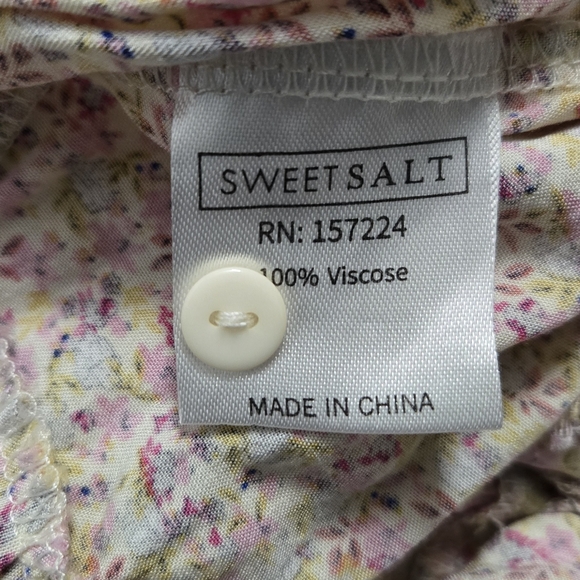 SWEETSALT
RN: 157224
100% Viscose
MADE IN CHINA